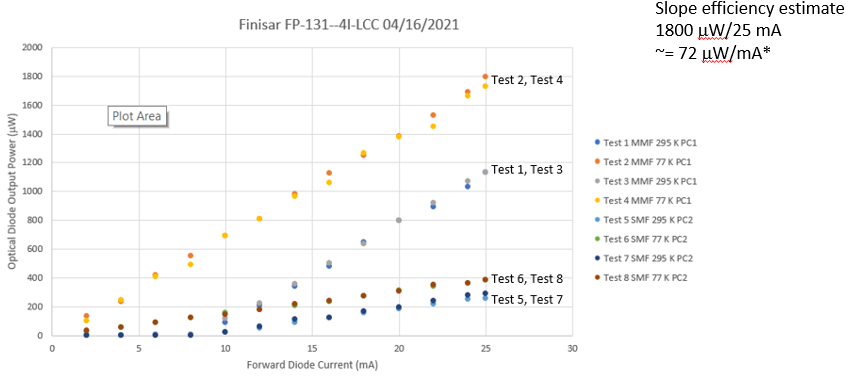 Slope efficiency estimate
1800 µW/25 mA
~= 72 µW/mA*
Finisar FP-131--4I-LCC 04/16/2021
Optical Diode Output Power (µW)
2000
1800
1600
1400
1200
1000
800
600
400
200
0
0 5 10 15 20 25 30
Forward Diode Current (mA)
Plot Area
Test 2, Test 4
Test 1, Test 3
Test 6, Test 8
Test 5, Test 7
Test 1 MMF 295 K PC1
Test 2 MMF 77 K PC1
Test 3 MMF 295 K PC1
Test 4 MMF 77 K PC1
Test 5 SMF 295 K PC2
Test 6 SMF 77 K PC2
Test 7 SMF 295 K PC2
Test 8 SMF 77 K PC2